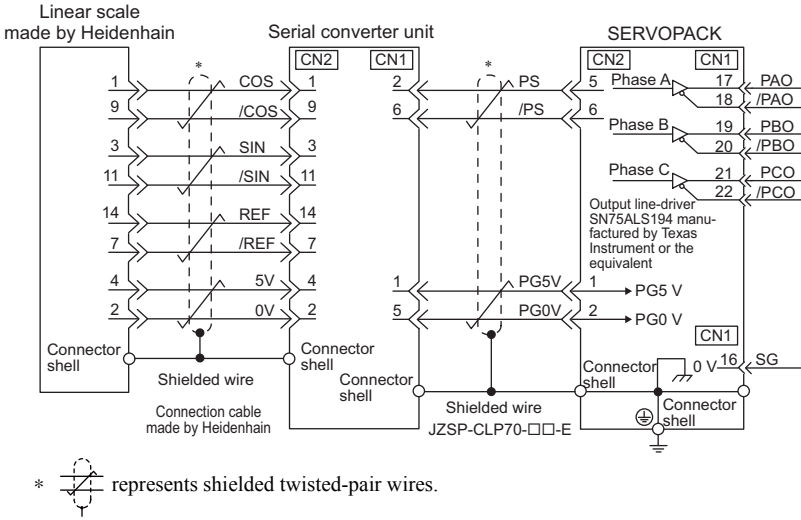 Linear scale
made by Heidenhain
Serial converter unit
SERVOPACK
CN2 CN1
CN2 CN1
*
*
1 COS 1
9 /COS 9
3 SIN 3
11 /SIN 11
14 REF 14
7 /REF 7
4 5V 4
2 0V 2
2 PS 5
6 /PS 6
1 PG5V 1
5 PG0V 2
Phase A 17 PAO
18 /PAO
Phase B 19 PBO
20 /PBO
Phase C 21 PCO
22 /PCO
Output line-driver
SN75ALS194 manu-
factured by Texas
Instrument or the
equivalent
PG5 V
PG0 V
CN1
0 V 16 SG
Connector
shell
Shielded wire
Connection cable
made by Heidenhain
Connector
shell
Connector
shell
Shielded wire
JZSP-CLP70-□□-E
Connector
shell
Connector
shell
* represents shielded twisted-pair wires.